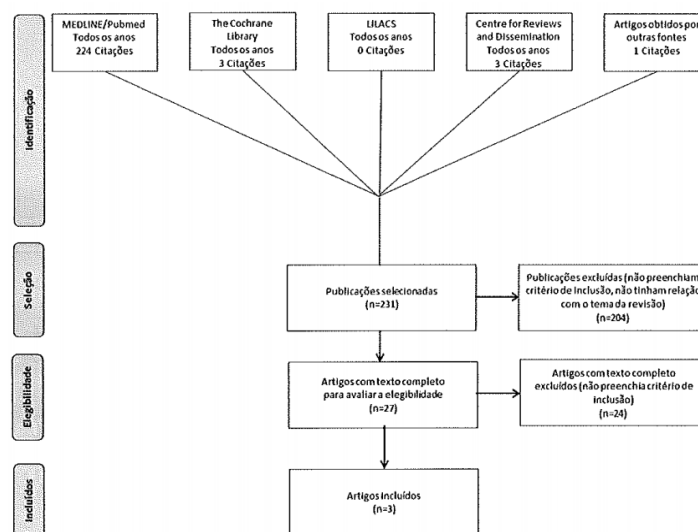 MEDLINE/Pubmed
Todos os anos
224 Citações
The Cochrane
Library
Todos os anos
3 Citações
LILACS
Todos os anos
0 Citações
Centre for Reviews
and Dissemination
Todos os anos
3 Citações
Artigos obtidos por
outras fontes
1 Citações
Identificação
Seleção
Publicações selecionadas
(n=231)
Publicações excluídas (não preenchiam
critério de inclusão, não tinham relação
com o tema da revisão)
(n=204)
Elegibilidade
Artigos com texto completo
para avaliar a elegibilidade
(n=27)
Artigos com texto completo
excluídos (não preenchia critério de
inclusão)
(n=24)
Incluídos
Artigos incluídos
(n=3)